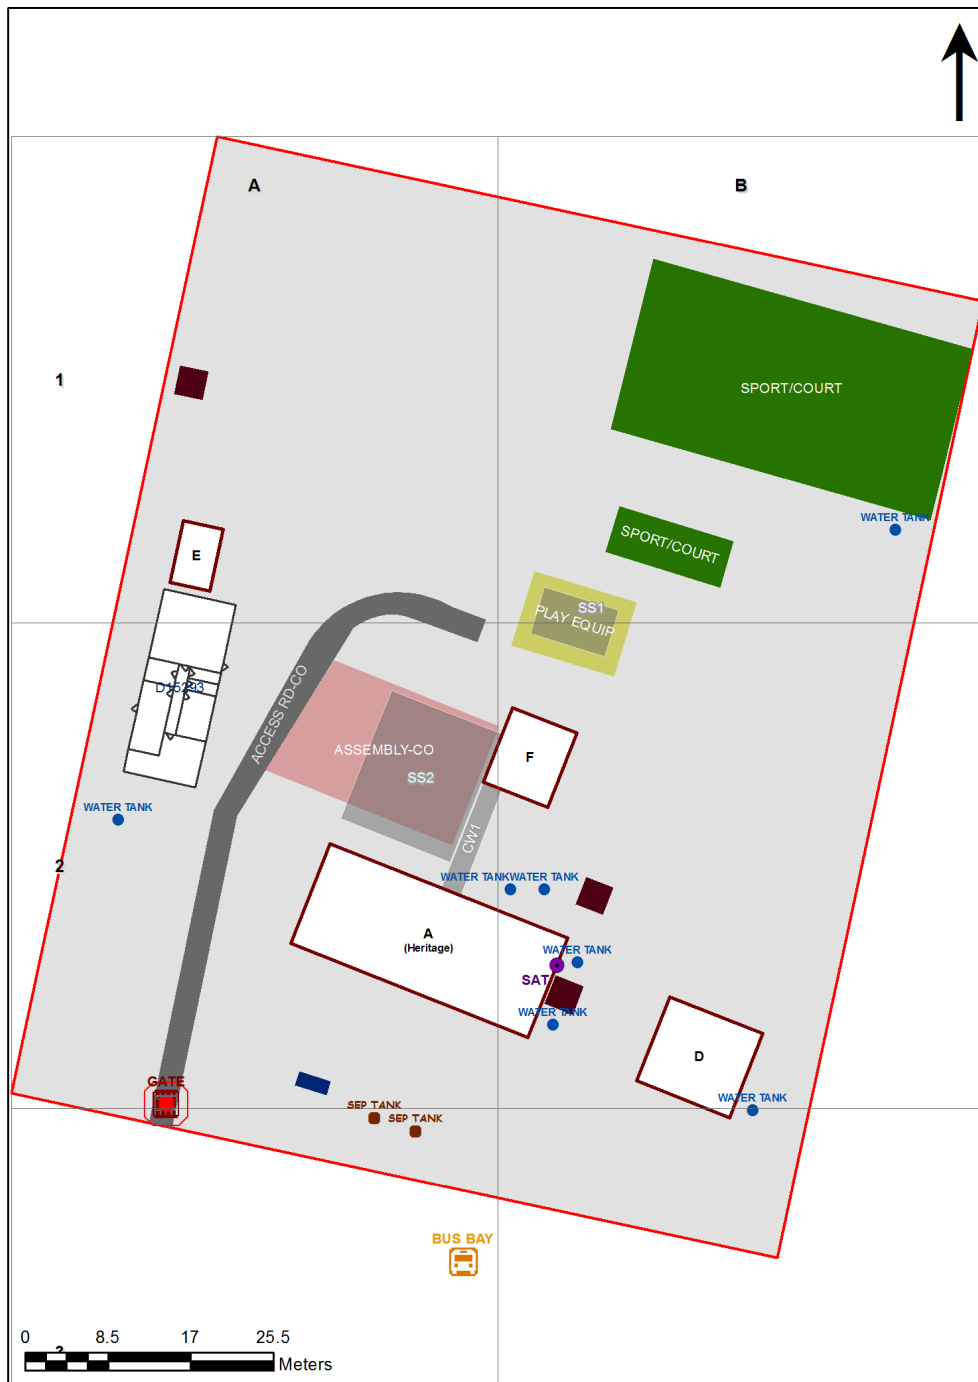 A
B
1
SPORT/COURT
WATER TANK
SPORT/COURT
E
SS1
PLAY EQUIP
D15293
ACCESS RD-CO
ASSEMBLY-CO
SS2
F
WATER TANK
CW1
2
WATER TANK
WATER TANK
A
(Heritage)
WATER TANK
SAT
WATER TANK
D
GATE
WATER TANK
SEP TANK
SEP TANK
BUS BAY
0 8.5 17 25.5
Meters